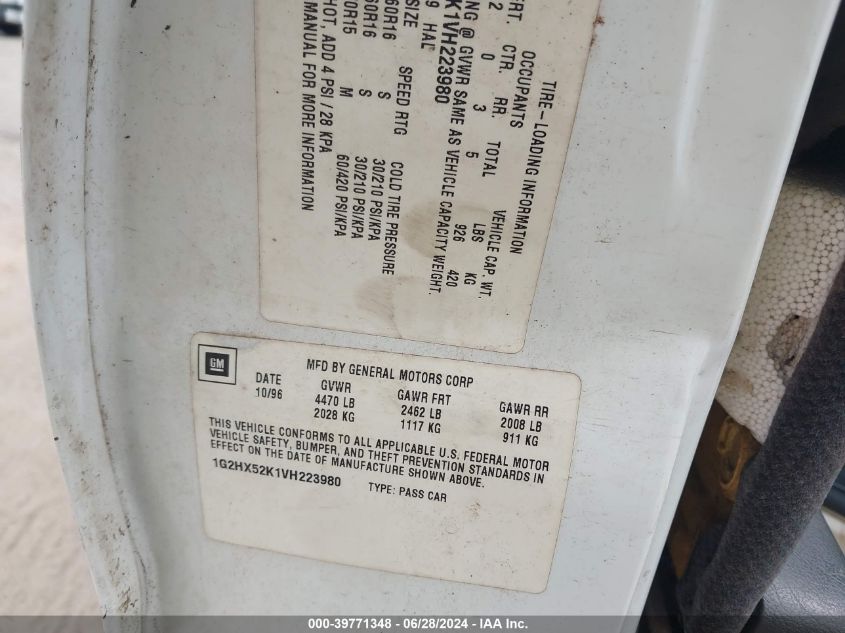 TIRE-LOADING INFORMATION
OCCUPANTS VEHICLE CAP. WT.
FRT. CTR. RR. TOTAL LBS KG
2 0 3 5 926 420
@ GVWR SAME AS VEHICLE CAPACITY WEIGHT.
K1VH223980
HAL
SIZE SPEED RTG COLD TIRE PRESSURE
60R16 S 30/210 PSI/KPA
60R16 S 30/210 PSI/KPA
70R15 M 60/420 PSI/KPA
HOT, ADD 4 PSI / 28 KPA
MANUAL FOR MORE INFORMATION
GM
MFD BY GENERAL MOTORS CORP
DATE GVWR GAWR FRT GAWR RR
10/96 4470 LB 2462 LB 2008 LB
2028 KG 1117 KG 911 KG
THIS VEHICLE CONFORMS TO ALL APPLICABLE U.S. FEDERAL MOTOR
VEHICLE SAFETY, BUMPER, AND THEFT PREVENTION STANDARDS IN
EFFECT ON THE DATE OF MANUFACTURE SHOWN ABOVE.
1G2HX52K1VH223980 TYPE: PASS CAR
000-39771348 - 06/28/2024 - IAA Inc.